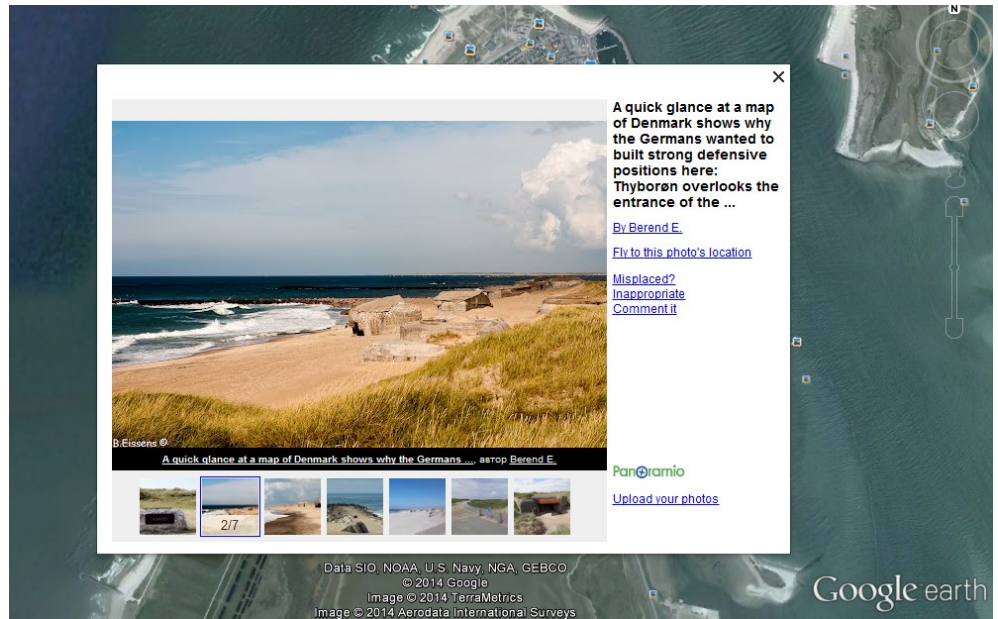 N
A quick glance at a map
of Denmark shows why
the Germans wanted to
built strong defensive
positions here:
Thyborøn overlooks the
entrance of the ...
By Berend E.
Fly to this photo's location
Misplaced?
Inappropriate
Comment it
B.Eissens ©
A quick glance at a map of Denmark shows why the Germans ..., автор Berend E.
2/7
Panoramio
Upload your photos
Data SIO, NOAA, U.S. Navy, NGA, GEBCO
© 2014 Google
Image © 2014 TerraMetrics
Image © 2014 Aerodata International Surveys
Google earth